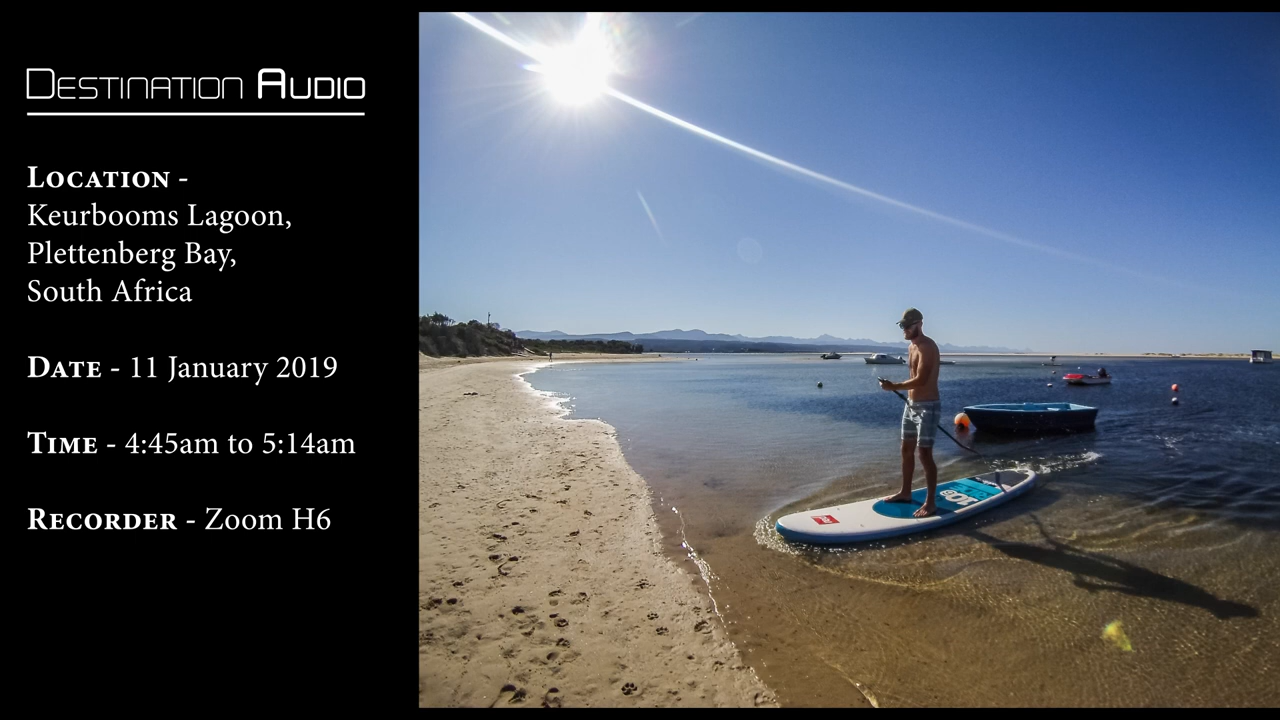 Destination Audio
Location -
Keurbooms Lagoon,
Plettenberg Bay,
South Africa
Date - 11 January 2019
Time - 4:45am to 5:14am
Recorder - Zoom H6